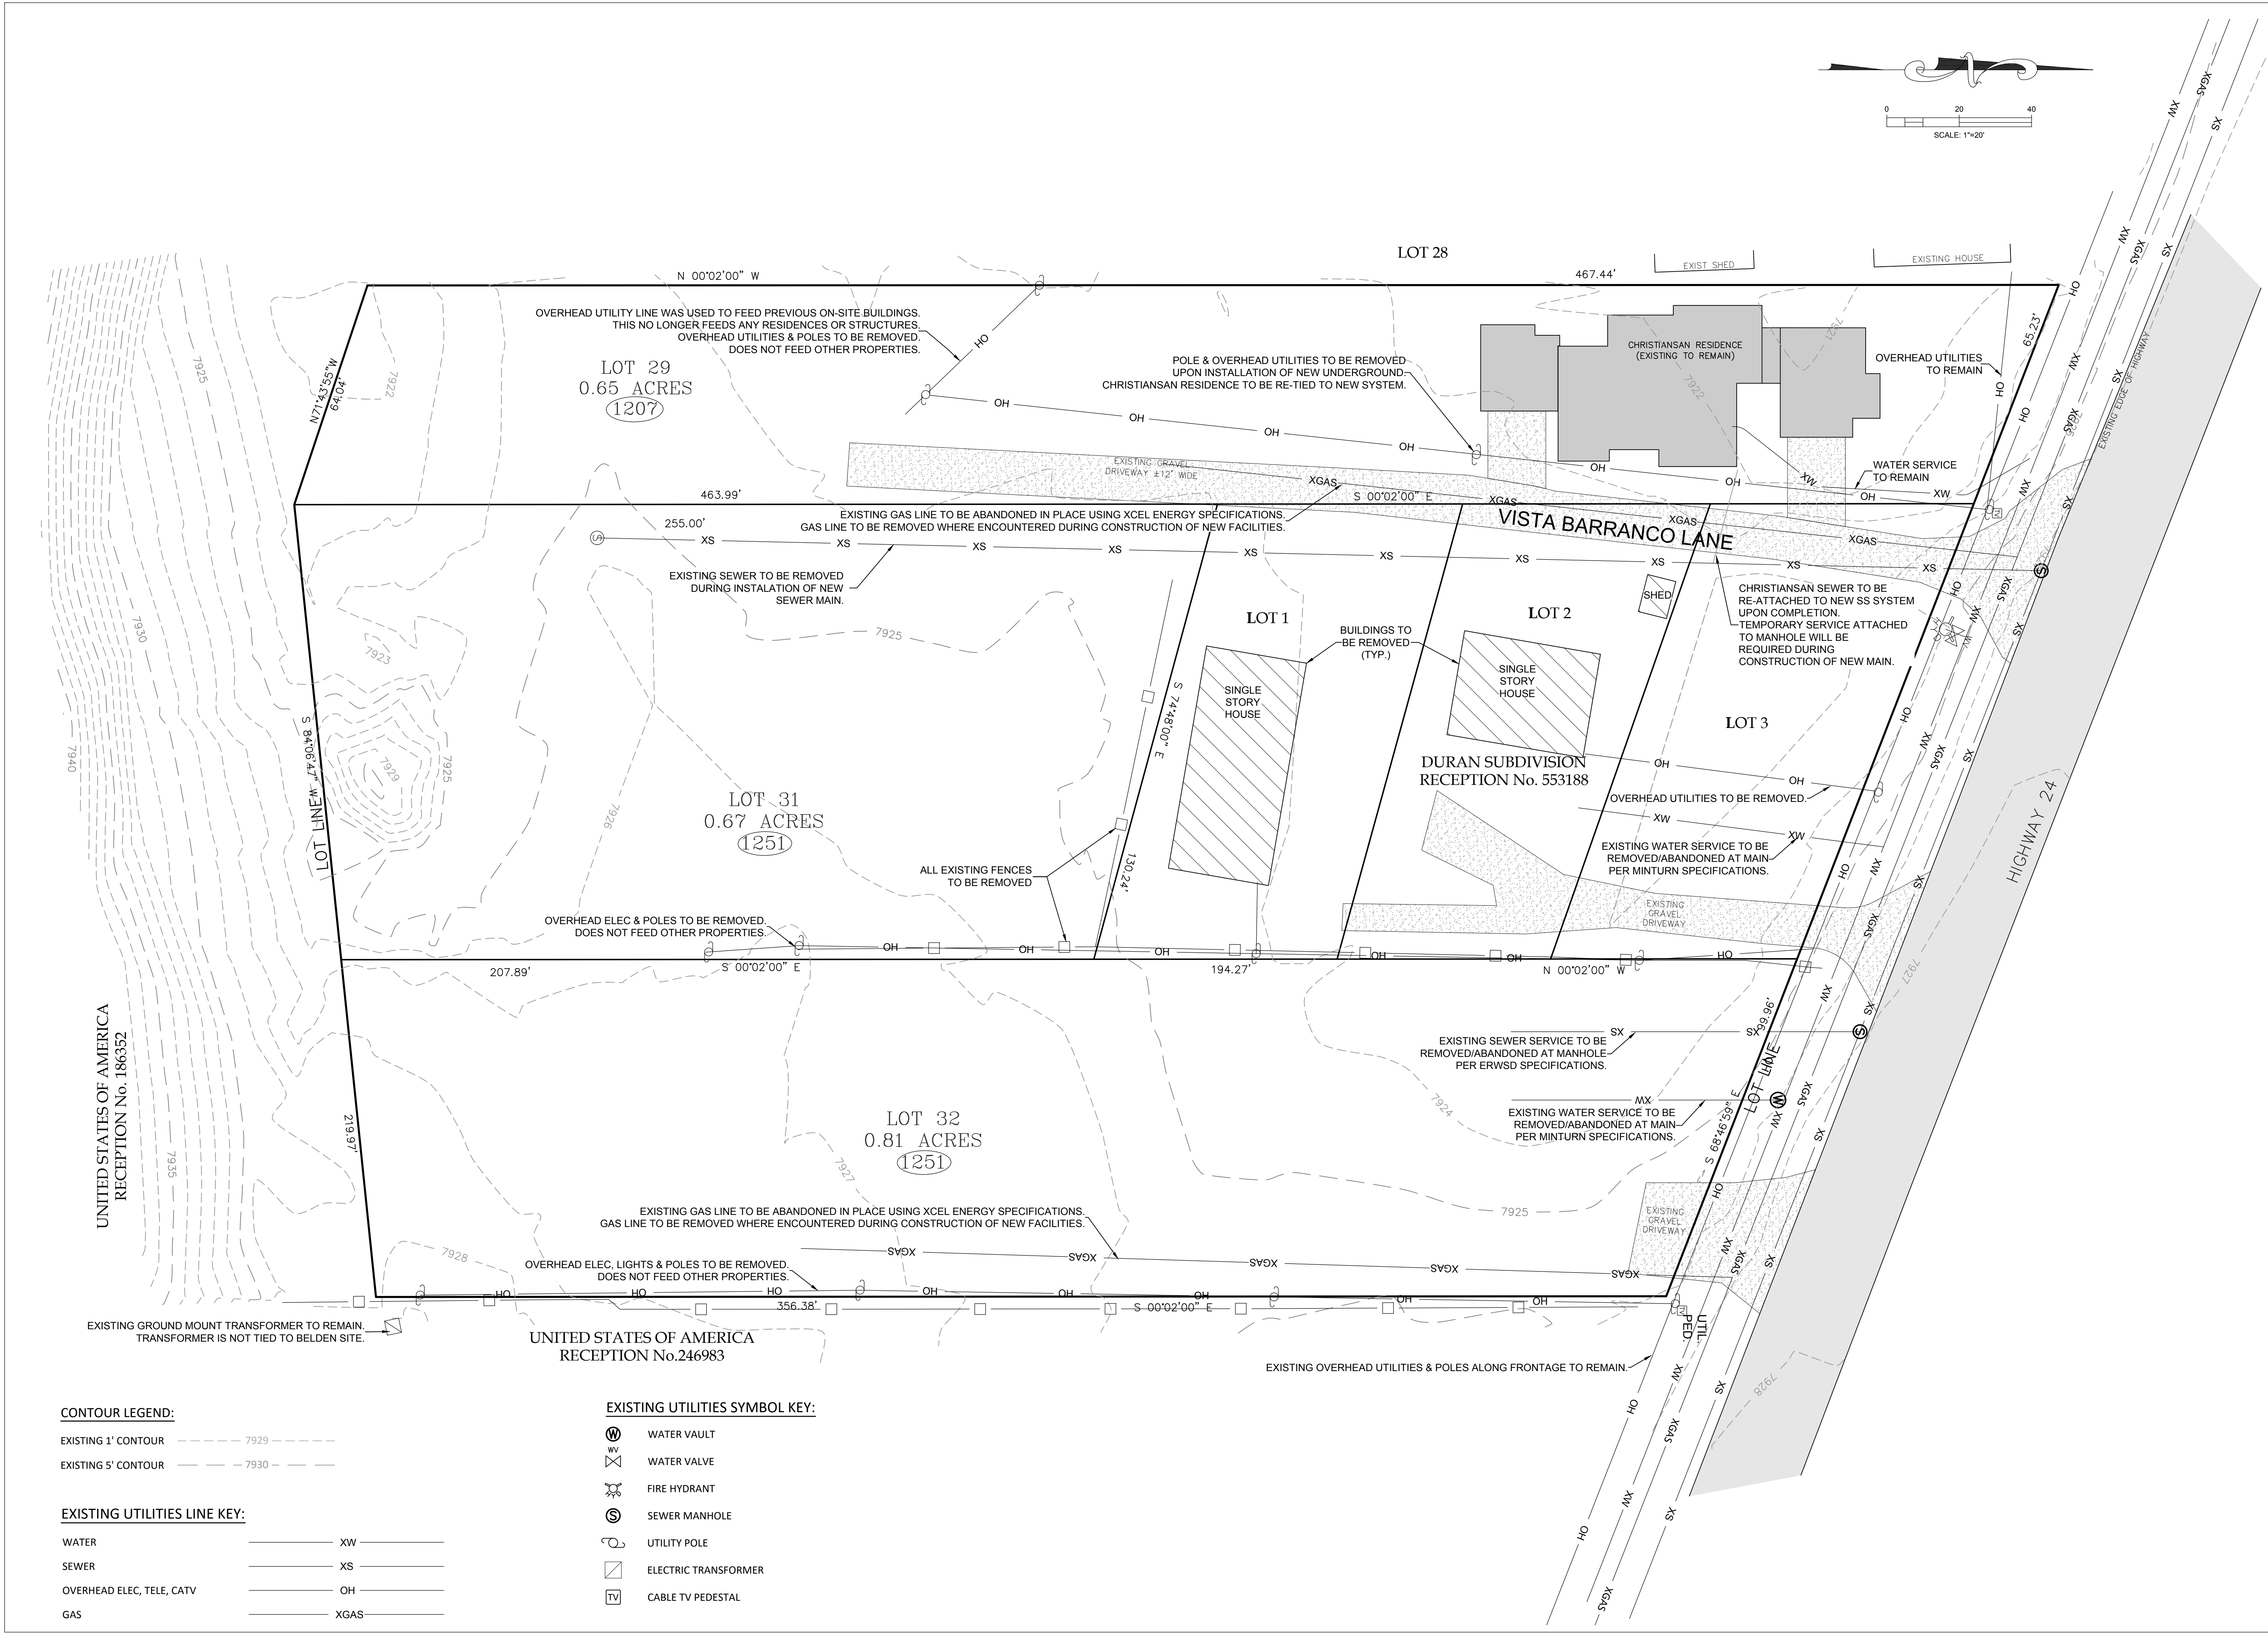 0 20 40
SCALE: 1"=20'
LOT 28
EXIST SHED
EXISTING HOUSE
N 00°02'00" W
467.44'
65.23'
OVERHEAD UTILITY LINE WAS USED TO FEED PREVIOUS ON-SITE BUILDINGS.
THIS NO LONGER FEEDS ANY RESIDENCES OR STRUCTURES.
OVERHEAD UTILITIES & POLES TO BE REMOVED.
DOES NOT FEED OTHER PROPERTIES.
LOT 29
0.65 ACRES
1207
N71°43'55"W
64.04'
POLE & OVERHEAD UTILITIES TO BE REMOVED
UPON INSTALLATION OF NEW UNDERGROUND.
CHRISTIANSAN RESIDENCE TO BE RE-TIED TO NEW SYSTEM.
CHRISTIANSAN RESIDENCE
(EXISTING TO REMAIN)
OVERHEAD UTILITIES
TO REMAIN
WATER SERVICE
TO REMAIN
EXISTING EDGE OF HIGHWAY
EXISTING GRAVEL
DRIVEWAY ±12' WIDE
463.99'
S 00°02'00" E
EXISTING GAS LINE TO BE ABANDONED IN PLACE USING XCEL ENERGY SPECIFICATIONS.
GAS LINE TO BE REMOVED WHERE ENCOUNTERED DURING CONSTRUCTION OF NEW FACILITIES.
VISTA BARRANCO LANE
255.00'
EXISTING SEWER TO BE REMOVED
DURING INSTALATION OF NEW
SEWER MAIN.
LOT 1
BUILDINGS TO
BE REMOVED
(TYP.)
LOT 2
SHED
CHRISTIANSAN SEWER TO BE
RE-ATTACHED TO NEW SS SYSTEM
UPON COMPLETION.
TEMPORARY SERVICE ATTACHED
TO MANHOLE WILL BE
REQUIRED DURING
CONSTRUCTION OF NEW MAIN.
SINGLE
STORY
HOUSE
SINGLE
STORY
HOUSE
LOT 3
S 74°48'00" E
130.24'
DURAN SUBDIVISION
RECEPTION No. 553188
OVERHEAD UTILITIES TO BE REMOVED.
EXISTING WATER SERVICE TO BE
REMOVED/ABANDONED AT MAIN
PER MINTURN SPECIFICATIONS.
HIGHWAY 24
S 84°06'47" W
LOT LINE
LOT 31
0.67 ACRES
1251
ALL EXISTING FENCES
TO BE REMOVED
EXISTING
GRAVEL
DRIVEWAY
OVERHEAD ELEC & POLES TO BE REMOVED.
DOES NOT FEED OTHER PROPERTIES.
207.89'
S 00°02'00" E
194.27'
N 00°02'00" W
99.96'
EXISTING SEWER SERVICE TO BE
REMOVED/ABANDONED AT MANHOLE
PER ERWSD SPECIFICATIONS.
LOT LINE
S 68°46'59" E
EXISTING WATER SERVICE TO BE
REMOVED/ABANDONED AT MAIN
PER MINTURN SPECIFICATIONS.
UNITED STATES OF AMERICA
RECEPTION No. 186352
219.97'
LOT 32
0.81 ACRES
1251
EXISTING GAS LINE TO BE ABANDONED IN PLACE USING XCEL ENERGY SPECIFICATIONS.
GAS LINE TO BE REMOVED WHERE ENCOUNTERED DURING CONSTRUCTION OF NEW FACILITIES.
EXISTING
GRAVEL
DRIVEWAY
OVERHEAD ELEC, LIGHTS & POLES TO BE REMOVED.
DOES NOT FEED OTHER PROPERTIES.
356.38'
S 00°02'00" E
EXISTING GROUND MOUNT TRANSFORMER TO REMAIN.
TRANSFORMER IS NOT TIED TO BELDEN SITE.
UNITED STATES OF AMERICA
RECEPTION No.246983
UTIL.
PED.
EXISTING OVERHEAD UTILITIES & POLES ALONG FRONTAGE TO REMAIN.
7925
7922
7921
7922
7926
7930
7923
7925
7929
7925
7926
7940
7927
7924
7935
7927
7925
7928
7928
CONTOUR LEGEND:
EXISTING 1' CONTOUR 7929
EXISTING 5' CONTOUR 7930
EXISTING UTILITIES LINE KEY:
WATER XW
SEWER XS
OVERHEAD ELEC, TELE, CATV OH
GAS XGAS
EXISTING UTILITIES SYMBOL KEY:
W WATER VAULT
WV
WATER VALVE
FIRE HYDRANT
S SEWER MANHOLE
UTILITY POLE
ELECTRIC TRANSFORMER
TV CABLE TV PEDESTAL